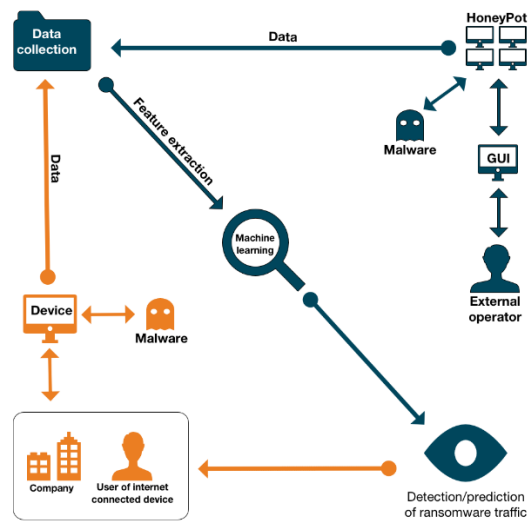 Data
collection
Data
HoneyPot
Feature extraction
Malware
GUI
Data
Machine
learning
External
operator
Device
Malware
Company
User of internet
connected device
Detection/prediction
of ransomware traffic